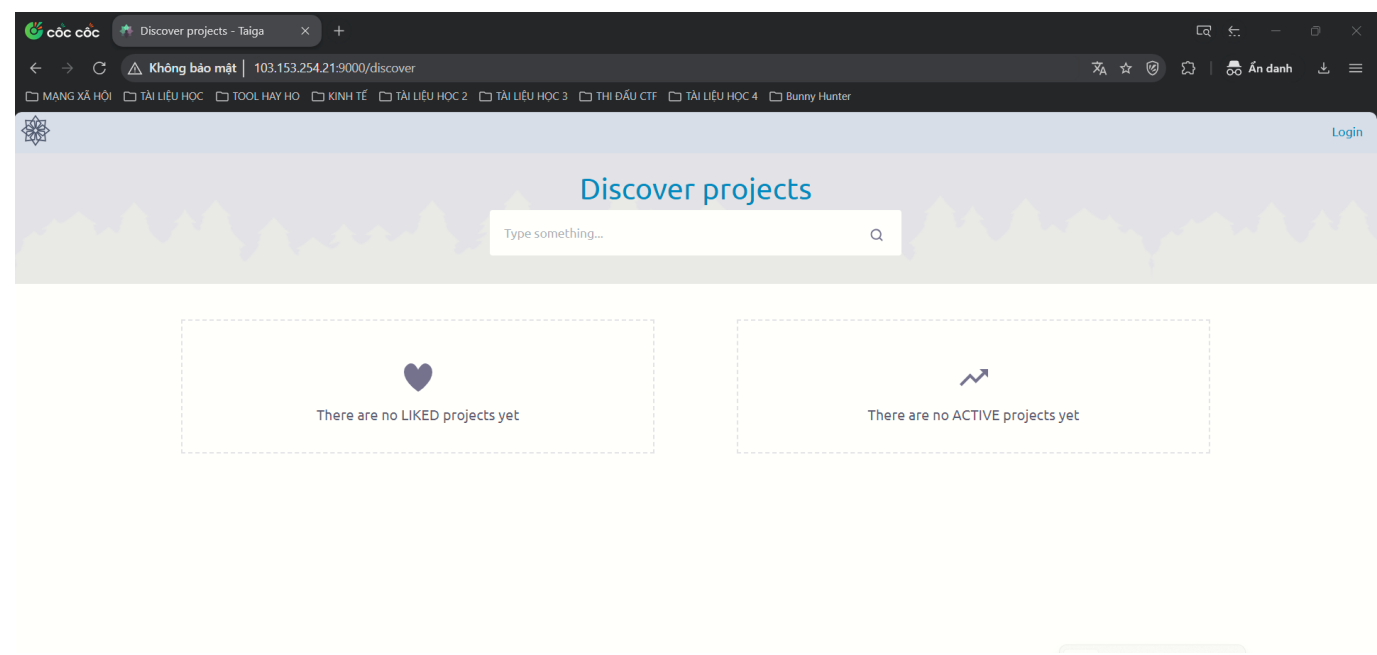 cốc cốc
Discover projects - Taiga
Không bảo mật
103.153.254.21:9000/discover
Ẩn danh
MẠNG XÃ HỘI
TÀI LIỆU HỌC
TOOL HAY HO
KINH TẾ
TÀI LIỆU HỌC 2
TÀI LIỆU HỌC 3
THI ĐẤU CTF
TÀI LIỆU HỌC 4
Bunny Hunter
Login
Discover projects
Type something...
There are no LIKED projects yet
There are no ACTIVE projects yet